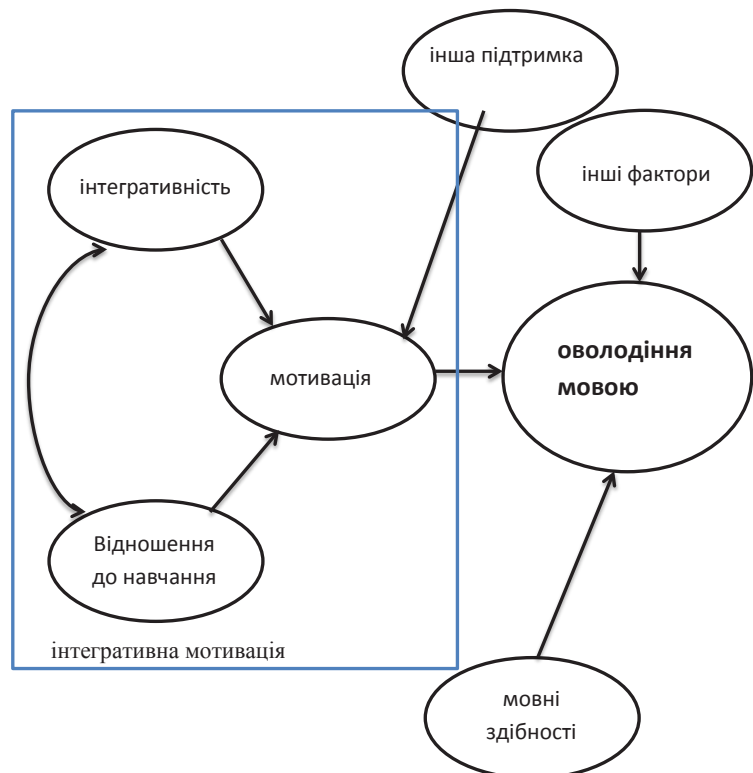 інша підтримка
інші фактори
інтегративність
мотивація
оволодіння
мовою
Відношення
до навчання
інтегративна мотивація
мовні
здібності